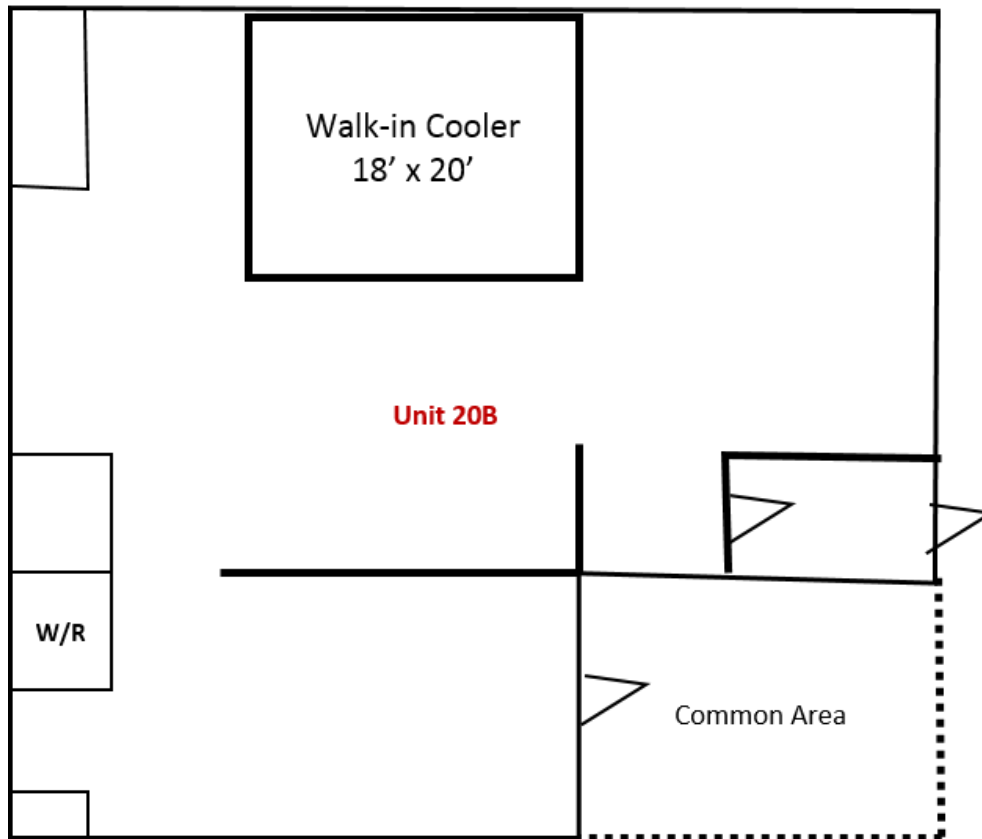 Walk-in Cooler
18’ x 20’
Unit 20B
W/R
Common Area